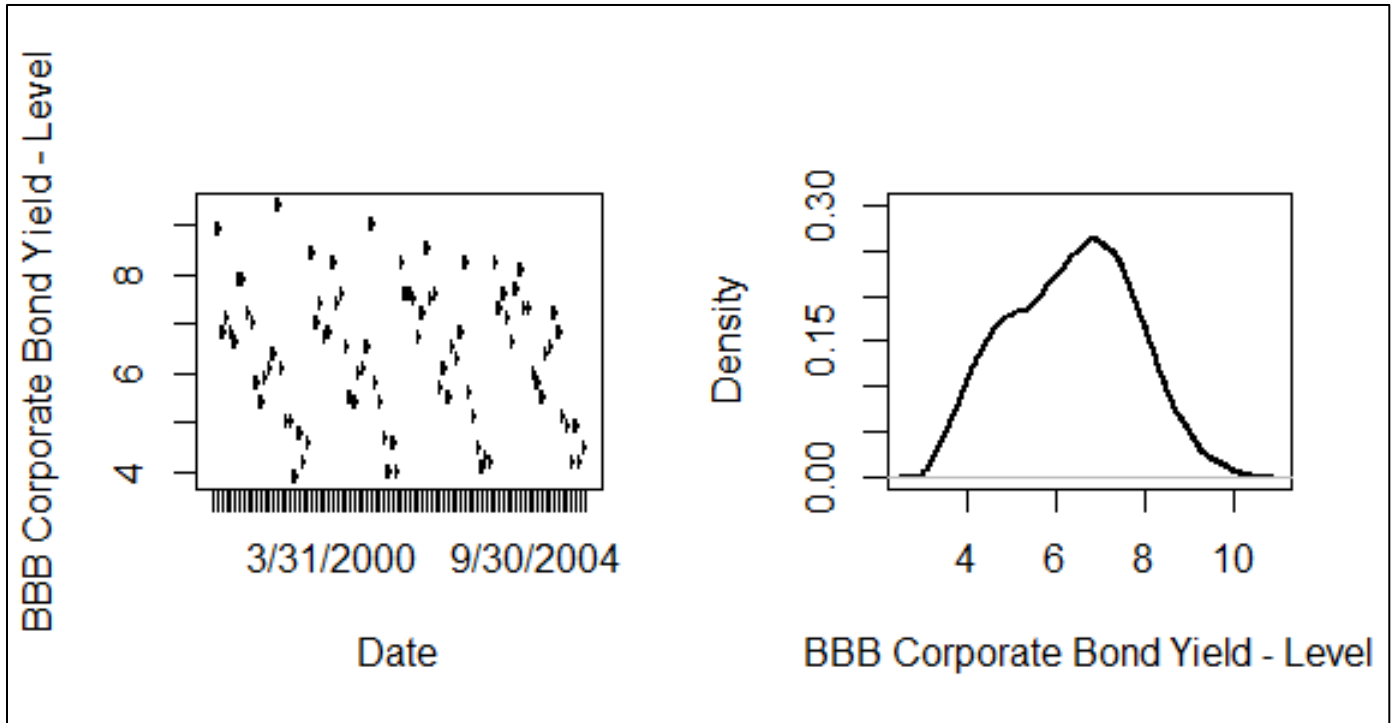 BBB Corporate Bond Yield - Level
8
6
4
3/31/2000 9/30/2004
Date
Density
0.30
0.15
0.00
4 6 8 10
BBB Corporate Bond Yield - Level